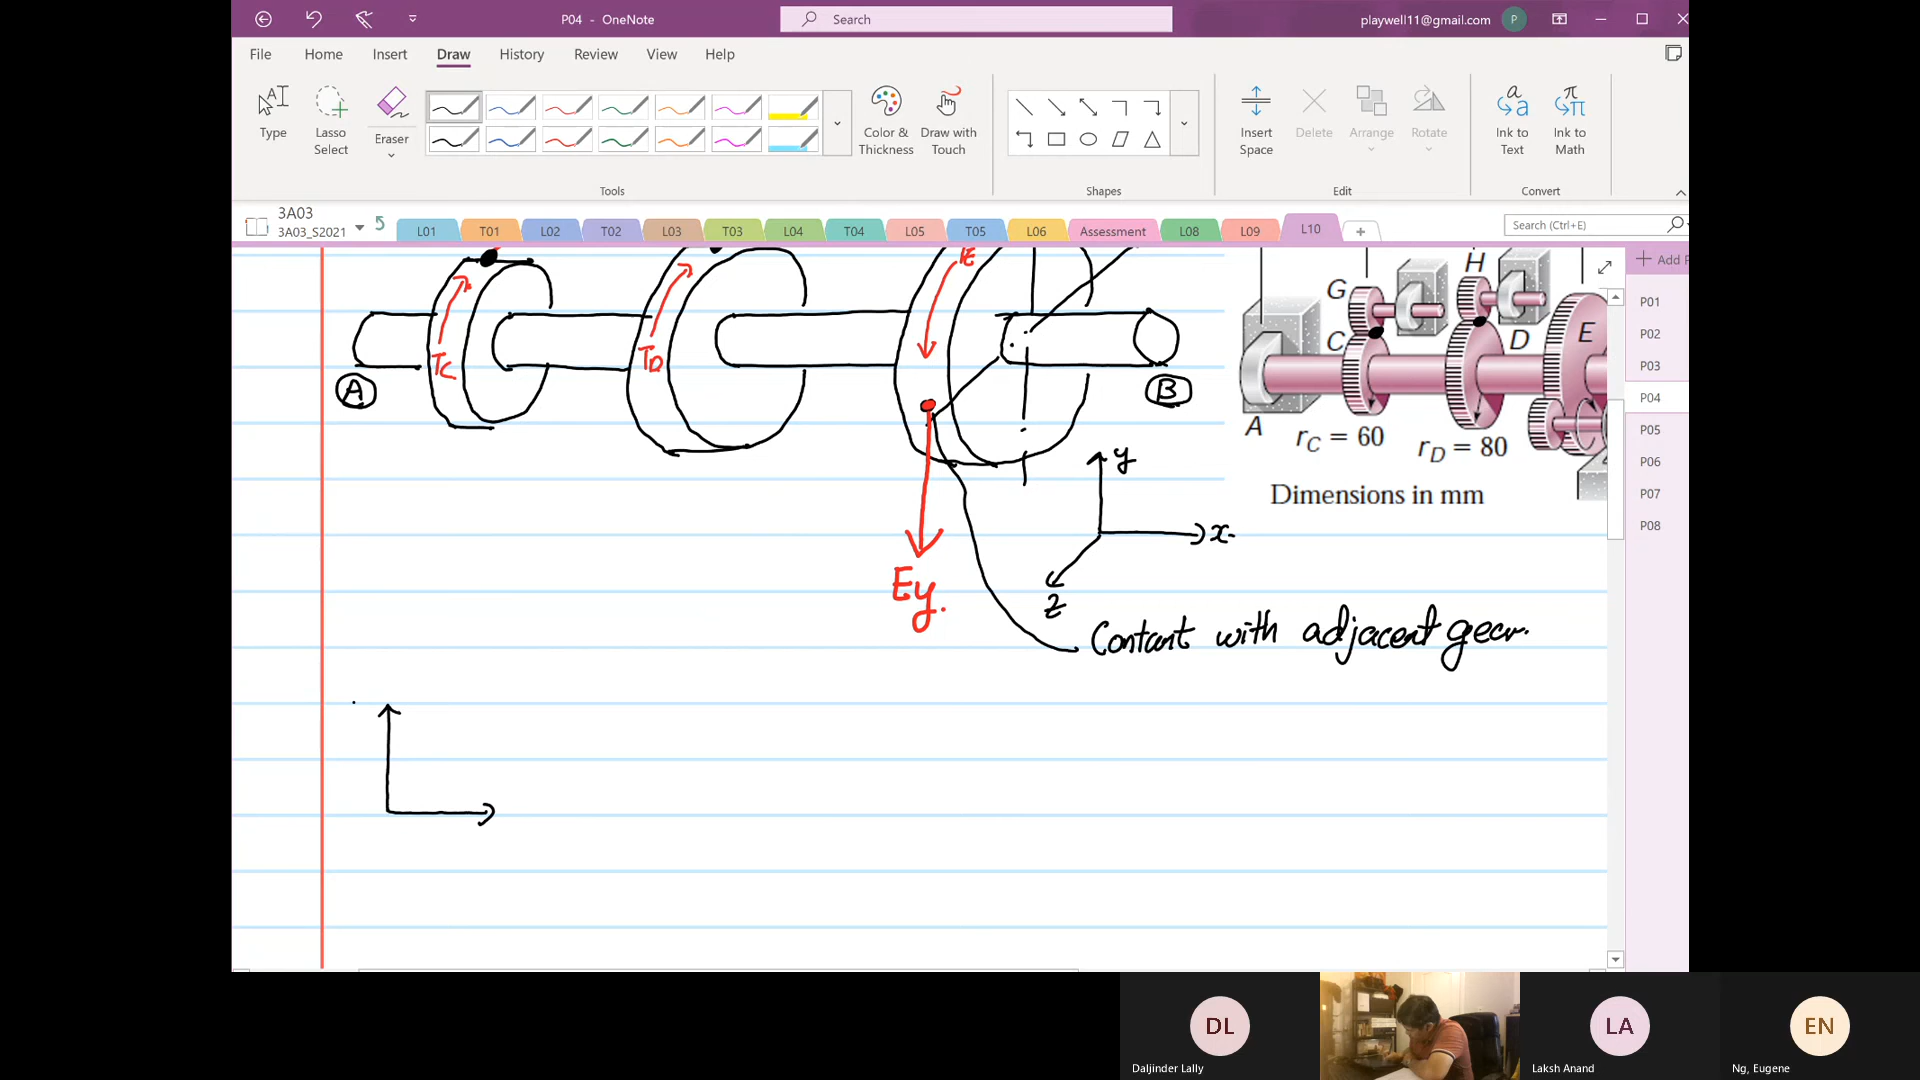 P04 - OneNote
Search
playwell11@gmail.com
P
File Home Insert Draw History Review View Help
Type
Lasso Select
Eraser
Color & Thickness
Draw with Touch
Insert Space
Delete
Arrange
Rotate
Ink to Text
Ink to Math
Tools
Shapes
Edit
Convert
3A03
3A03_S2021
L01 T01 L02 T02 L03 T03 L04 T04 L05 T05 L06 Assessment L08 L09 L10
Search (Ctrl+E)
Add P
P01
P02
P03
P04
P05
P06
P07
P08
TC
TD
A
B
Ey.
y
x
z
Contact with adjacent gear.
G
H
C
D
E
A
rC = 60
rD = 80
Dimensions in mm
DL
Daljinder Lally
LA
Laksh Anand
EN
Ng, Eugene